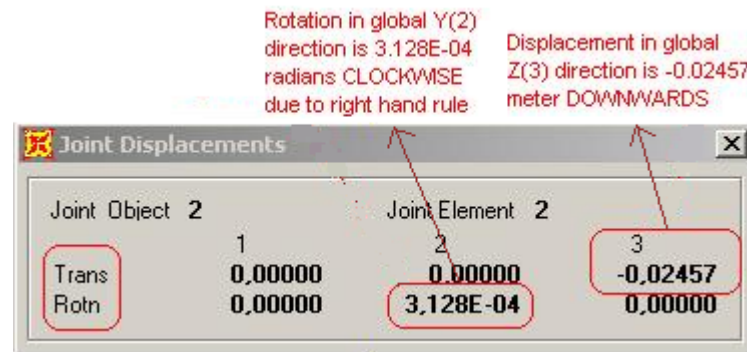 Rotation in global Y(2)
direction is 3.128E-04
radians CLOCKWISE
due to right hand rule
Displacement in global
Z(3) direction is -0.02457
meter DOWNWARDS
Joint Displacements
Joint Object 2 Joint Element 2
1 2 3
Trans 0,00000 0,00000 -0,02457
Rotn 0,00000 3,128E-04 0,00000